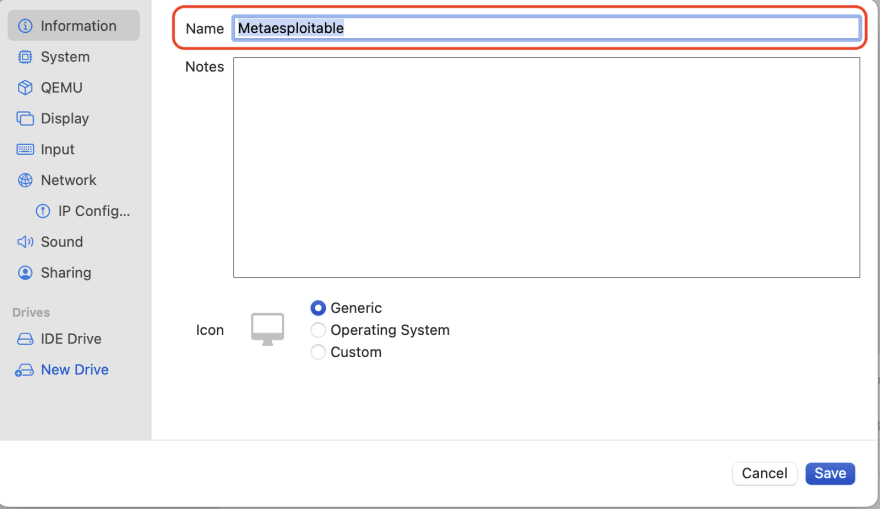 Information
System
QEMU
Display
Input
Network
IP Config...
Sound
Sharing
Drives
IDE Drive
New Drive
Name Metaesploitable
Notes
Icon
Generic
Operating System
Custom
Cancel Save